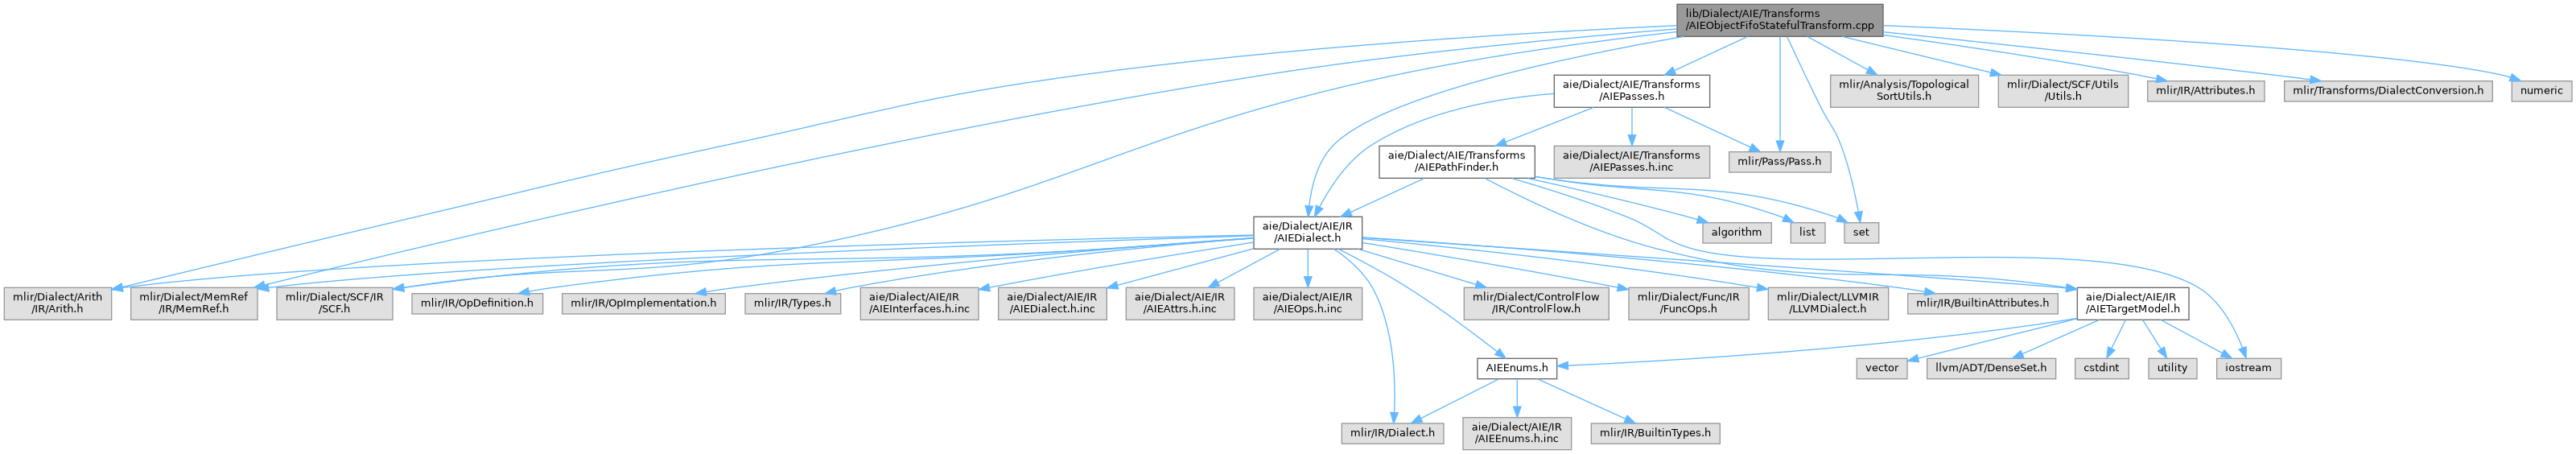 lib/Dialect/AIE/Transforms
/AIEObjectFifoStatefulTransform.cpp
aie/Dialect/AIE/Transforms
/AIEPasses.h
mlir/Analysis/Topological
SortUtils.h
mlir/Dialect/SCF/Utils
/Utils.h
mlir/IR/Attributes.h
mlir/Transforms/DialectConversion.h
numeric
aie/Dialect/AIE/Transforms
/AIEPathFinder.h
aie/Dialect/AIE/Transforms
/AIEPasses.h.inc
mlir/Pass/Pass.h
aie/Dialect/AIE/IR
/AIEDialect.h
algorithm
list
set
mlir/Dialect/Arith
/IR/Arith.h
mlir/Dialect/MemRef
/IR/MemRef.h
mlir/Dialect/SCF/IR
/SCF.h
mlir/IR/OpDefinition.h
mlir/IR/OpImplementation.h
mlir/IR/Types.h
aie/Dialect/AIE/IR
/AIEInterfaces.h.inc
aie/Dialect/AIE/IR
/AIEDialect.h.inc
aie/Dialect/AIE/IR
/AIEAttrs.h.inc
aie/Dialect/AIE/IR
/AIEOps.h.inc
mlir/Dialect/ControlFlow
/IR/ControlFlow.h
mlir/Dialect/Func/IR
/FuncOps.h
mlir/Dialect/LLVMIR
/LLVMDialect.h
mlir/IR/BuiltinAttributes.h
aie/Dialect/AIE/IR
/AIETargetModel.h
AIEEnums.h
vector
llvm/ADT/DenseSet.h
cstdint
utility
iostream
mlir/IR/Dialect.h
aie/Dialect/AIE/IR
/AIEEnums.h.inc
mlir/IR/BuiltinTypes.h